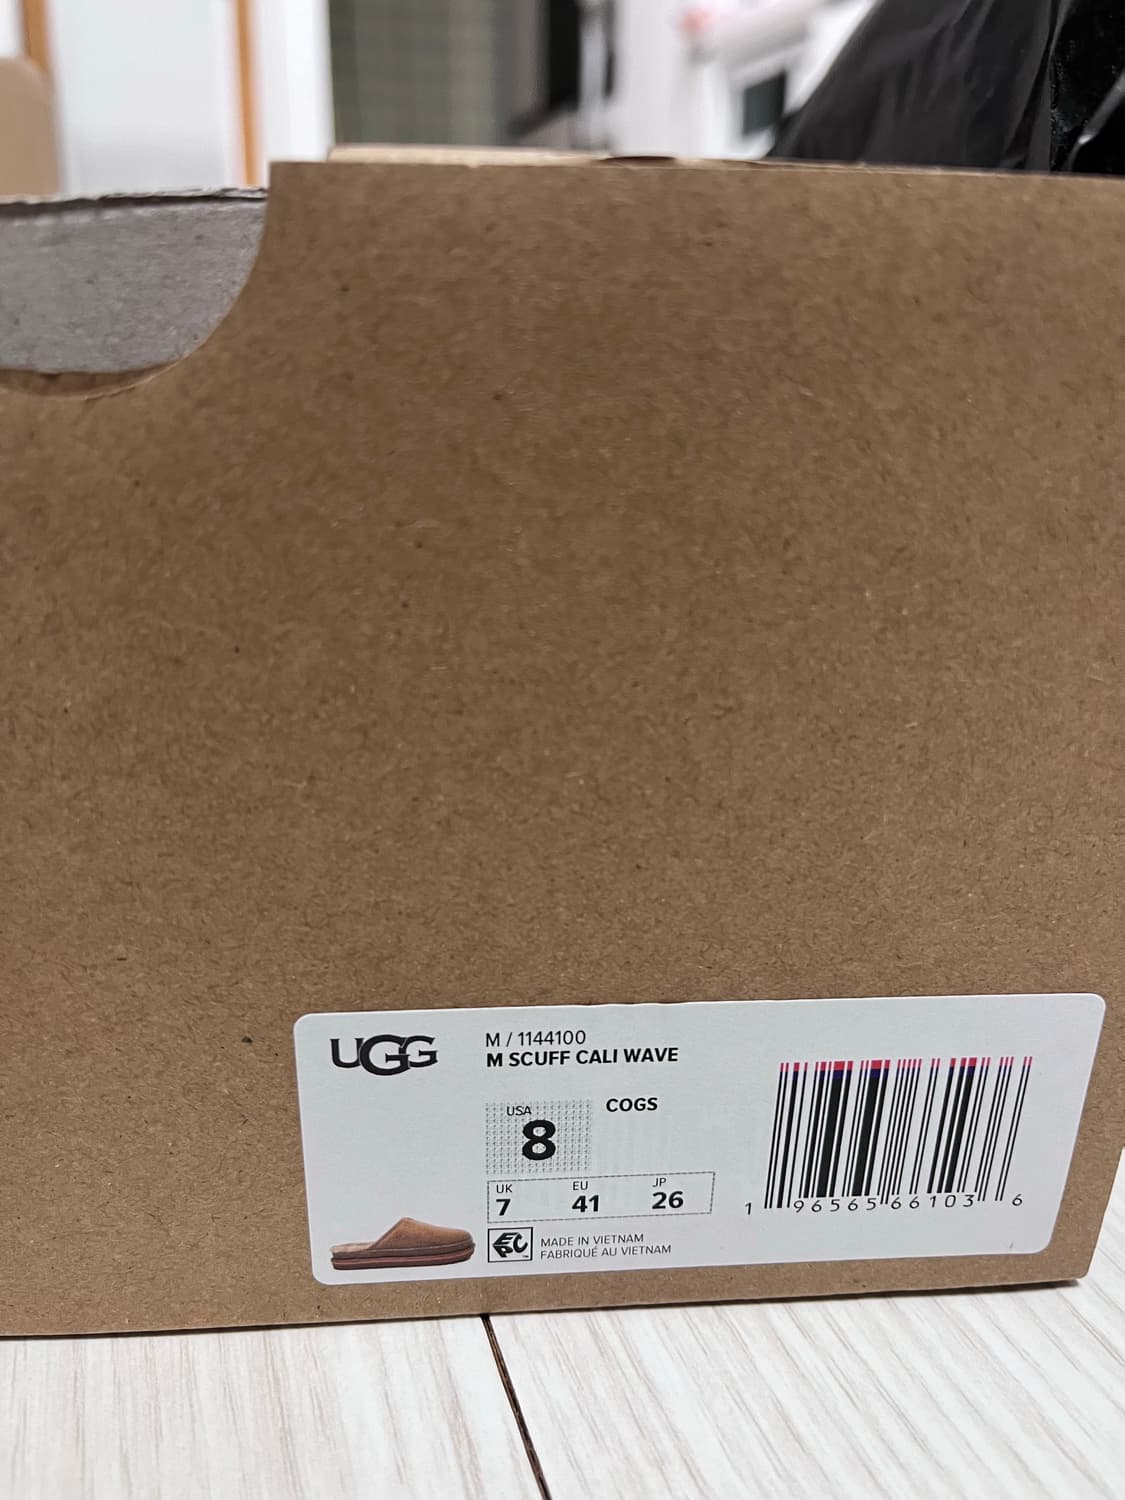 UGG
M / 1144100
M SCUFF CALI WAVE
USA
8
COGS
UK
7
EU
41
JP
26
EPC
MADE IN VIETNAM
FABRIQUÉ AU VIETNAM
1 96565 66103 6